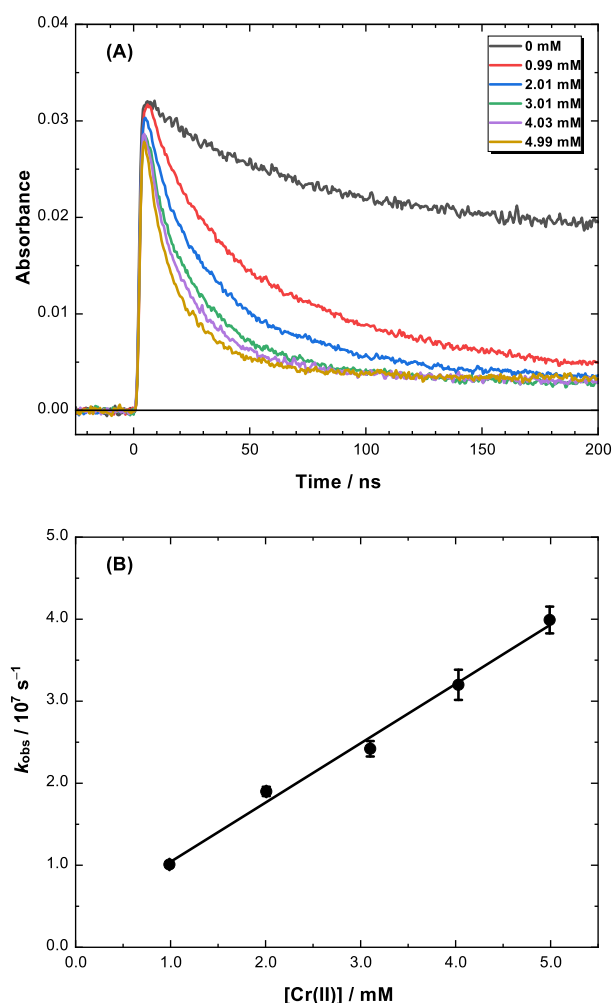 (A)
0 mM
0.99 mM
2.01 mM
3.01 mM
4.03 mM
4.99 mM
0.04
0.03
0.02
0.01
0.00
Absorbance
0 50 100 150 200
Time / ns
(B)
5.0
4.0
3.0
2.0
1.0
0.0
k_obs / 10⁷ s⁻¹
0.0 1.0 2.0 3.0 4.0 5.0
[Cr(II)] / mM